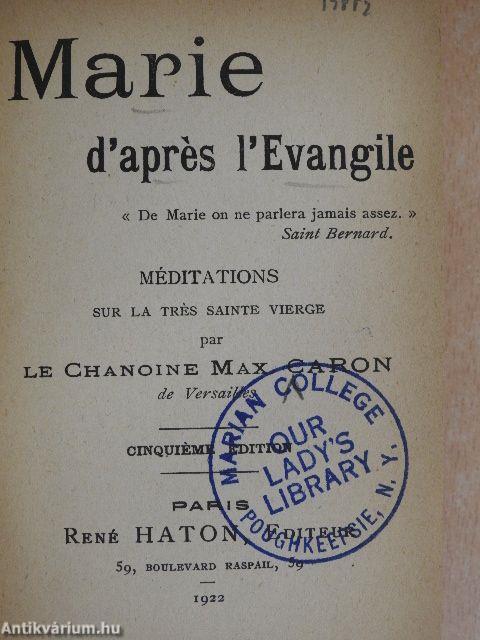 19882
Marie
d'après l'Evangile
« De Marie on ne parlera jamais assez. »
Saint Bernard.
MÉDITATIONS
SUR LA TRÈS SAINTE VIERGE
par
LE CHANOINE MAX CARON
de Versailles
CINQUIÈME ÉDITION
PARIS
RENÉ HATON, EDITEUR
59, BOULEVARD RASPAIL, 59
1922
MARIAN COLLEGE
OUR
LADY'S
LIBRARY
POUGHKEEPSIE, N. Y.
Antikvárium.hu